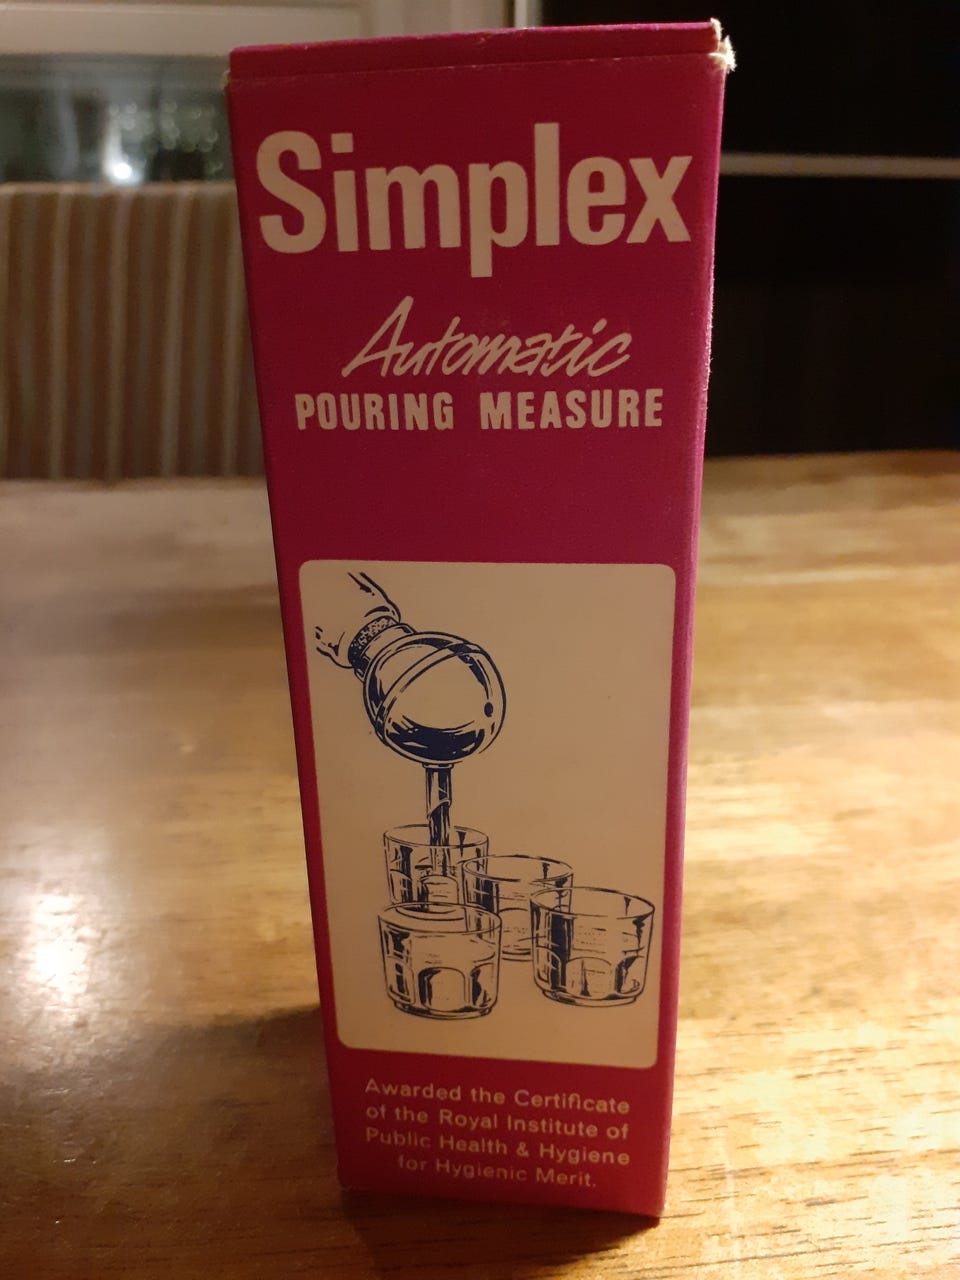 Simplex
Automatic
POURING MEASURE
Awarded the Certificate
of the Royal Institute of
Public Health & Hygiene
for Hygienic Merit.